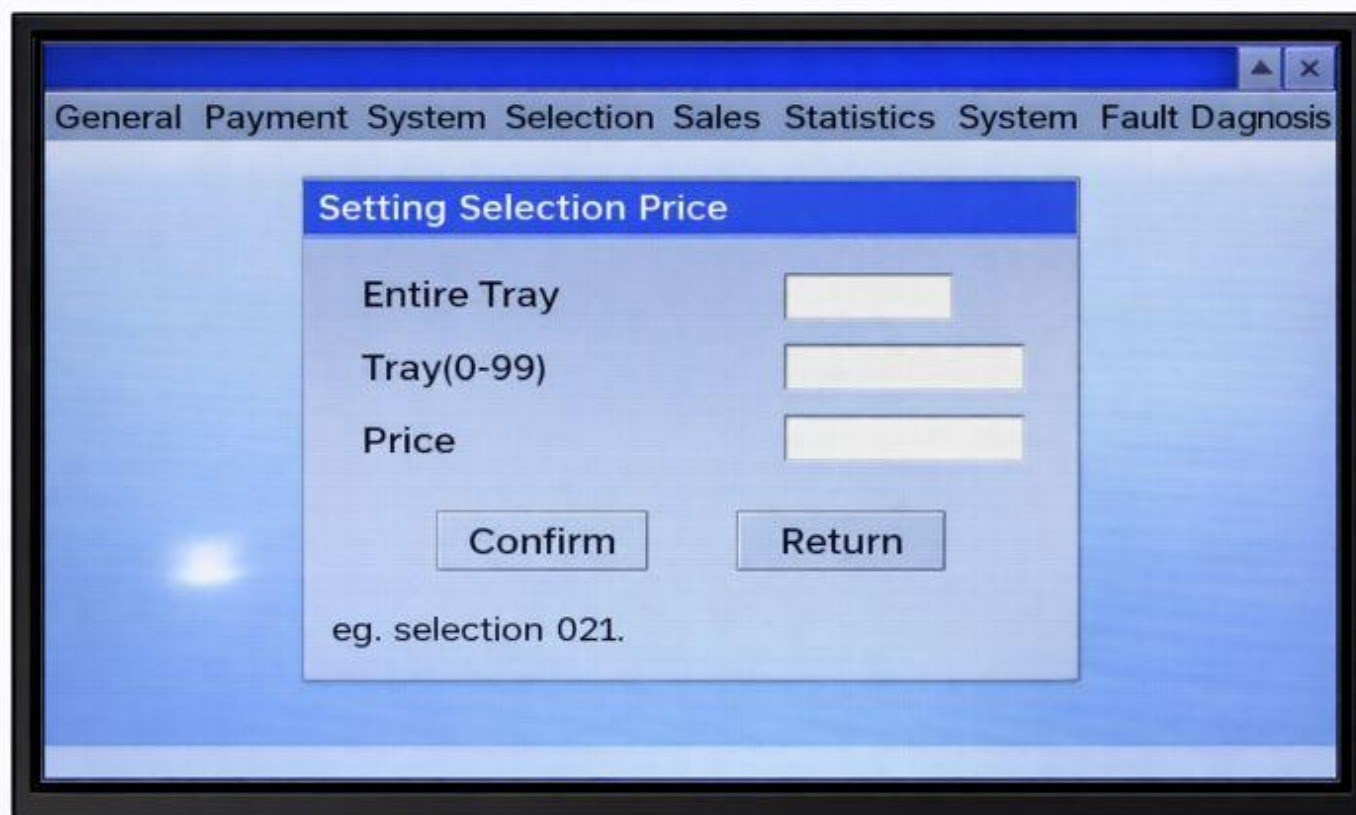 General Payment System Selection Sales Statistics System Fault Dagnosis
Setting Selection Price
Entire Tray
Tray(0-99)
Price
Confirm Return
eg. selection 021.